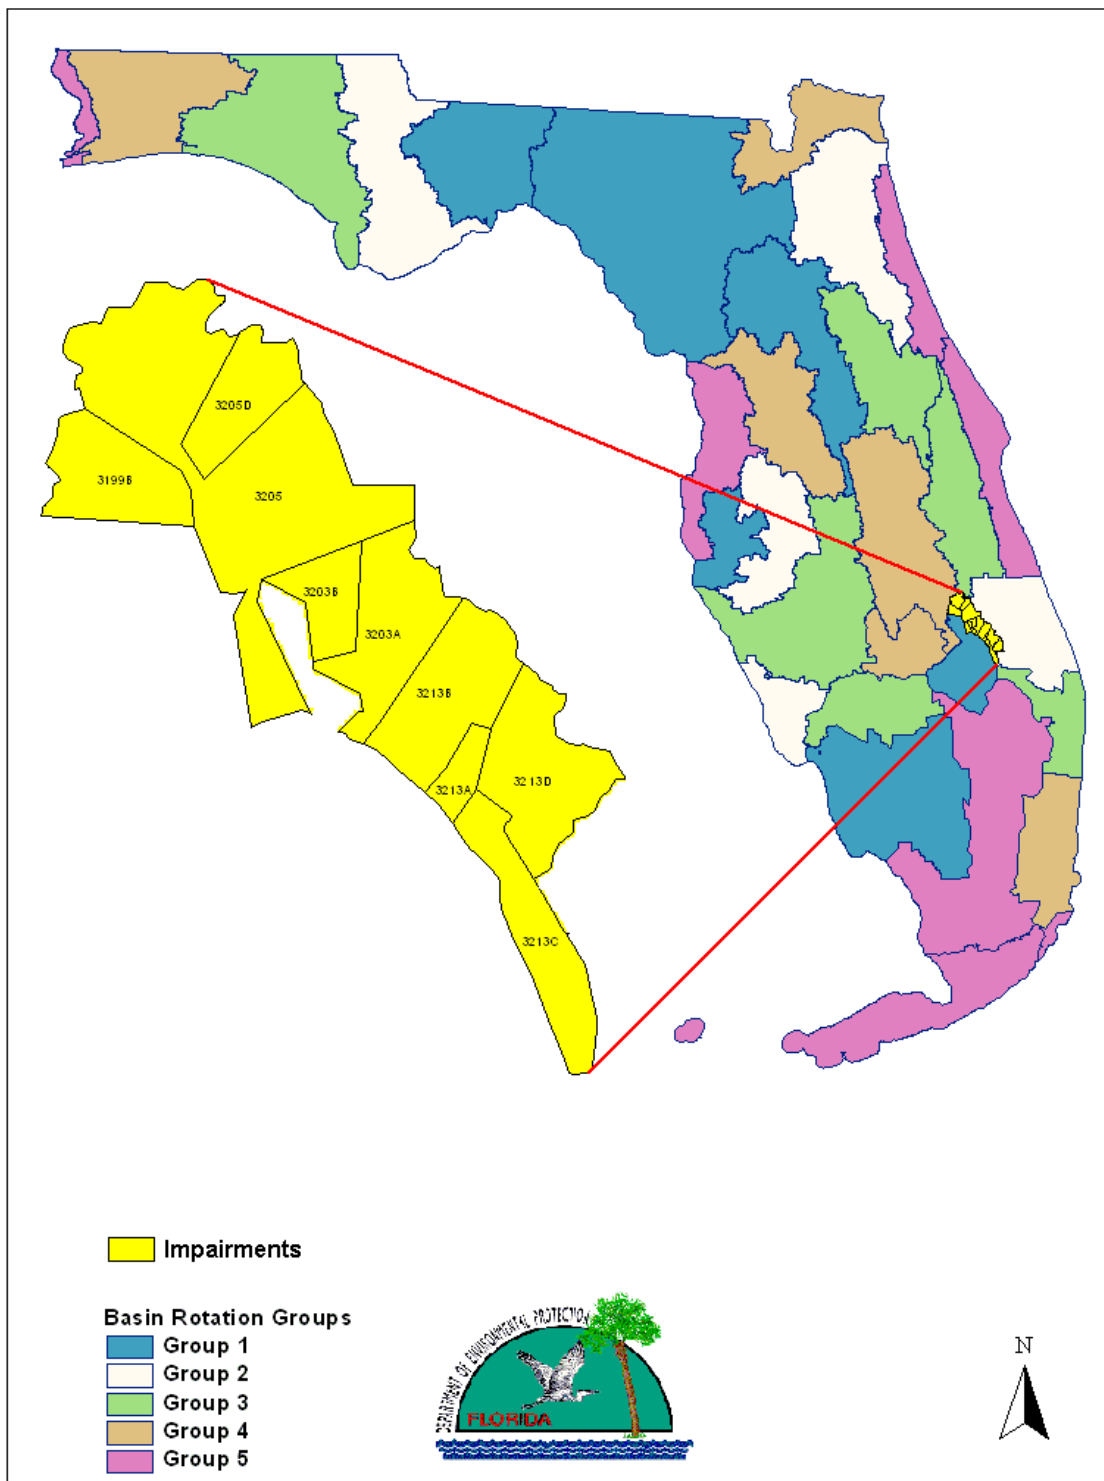 3205D
3199B
3205
3203B
3203A
3213B
3213D
3213A
3213C
Impairments
Basin Rotation Groups
Group 1
Group 2
Group 3
Group 4
Group 5
DEPARTMENT OF ENVIRONMENTAL PROTECTION
FLORIDA
N